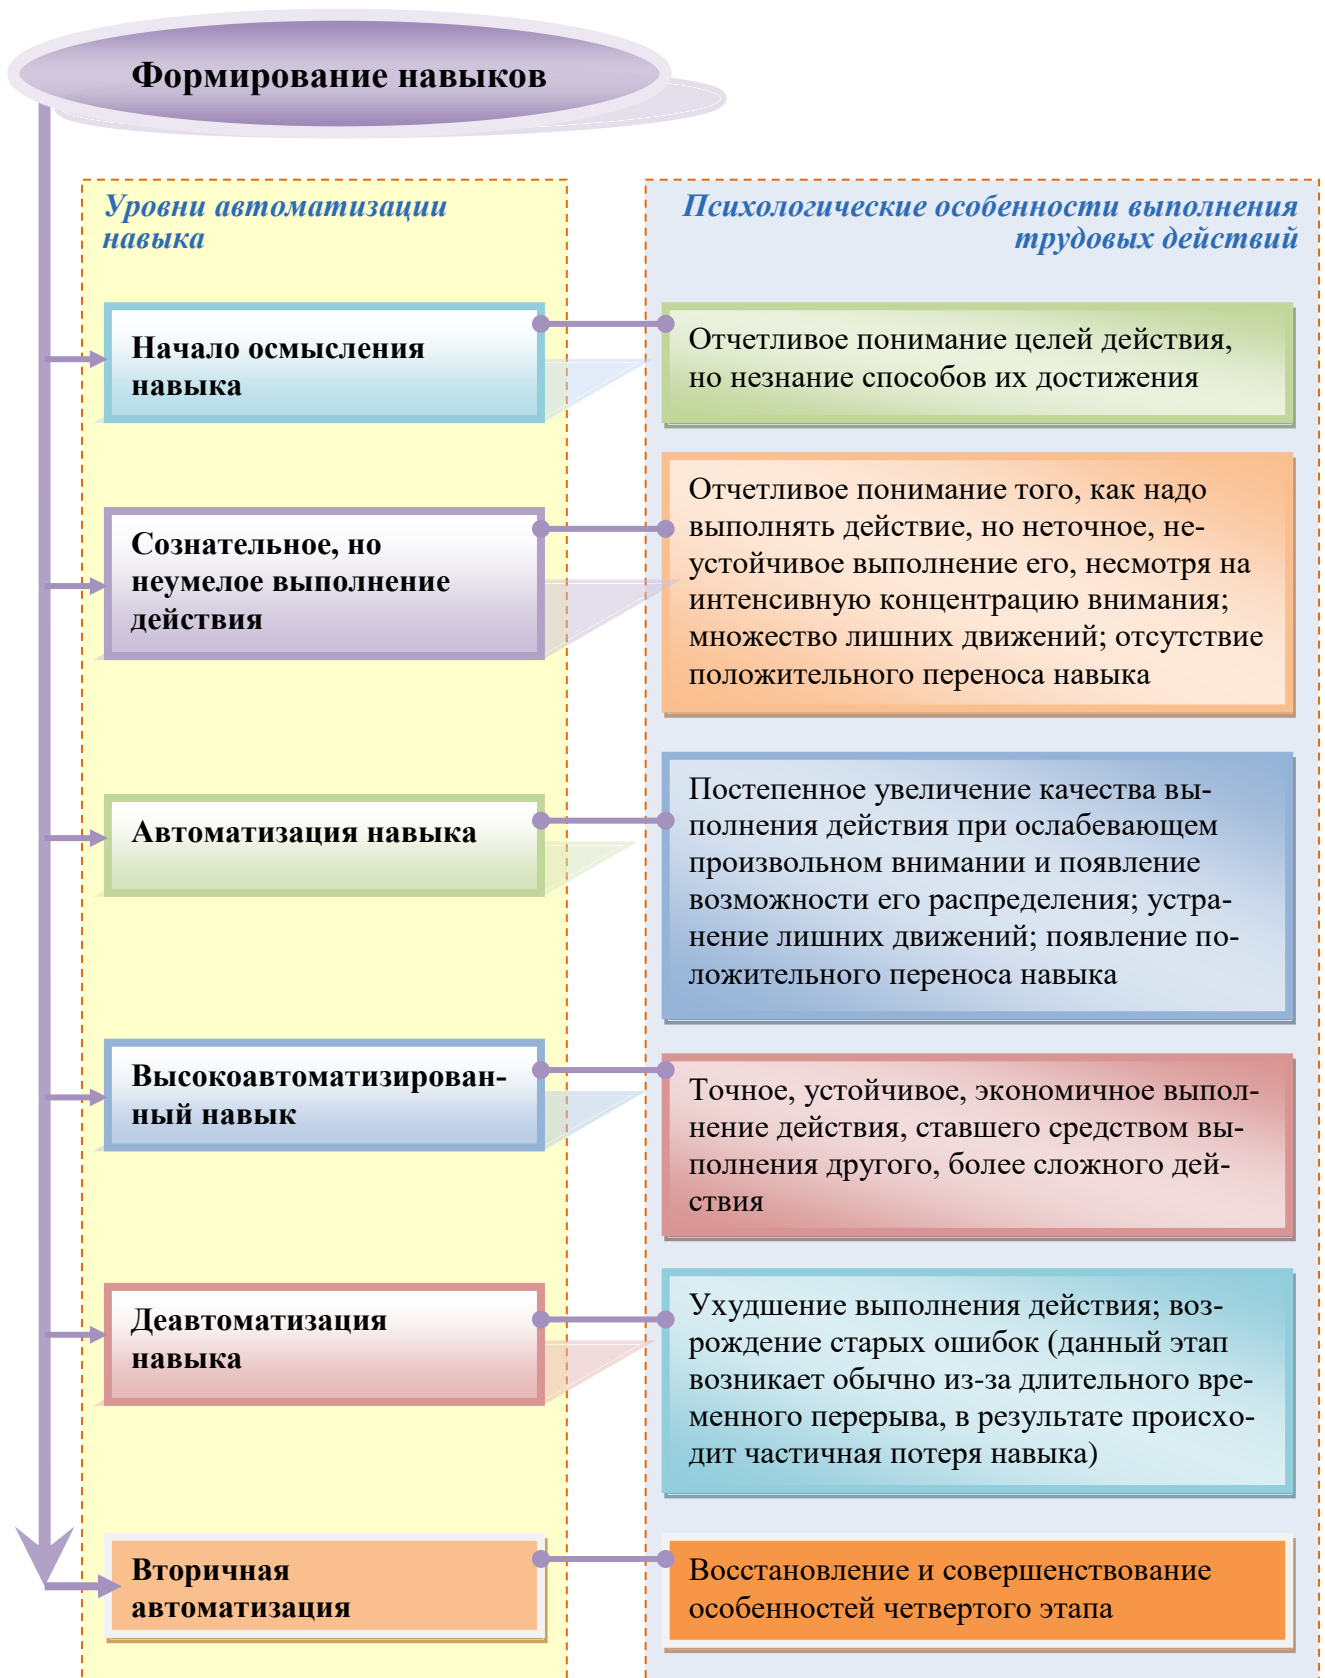 Формирование навыков
Уровни автоматизации
навыка
Психологические особенности выполнения
трудовых действий
Начало осмысления
навыка
Отчетливое понимание целей действия,
но незнание способов их достижения
Сознательное, но
неумелое выполнение
действия
Отчетливое понимание того, как надо
выполнять действие, но неточное, не-
устойчивое выполнение его, несмотря на
интенсивную концентрацию внимания;
множество лишних движений; отсутствие
положительного переноса навыка
Автоматизация навыка
Постепенное увеличение качества вы-
полнения действия при ослабевающем
произвольном внимании и появление
возможности его распределения; устра-
нение лишних движений; появление по-
ложительного переноса навыка
Высокоавтоматизирован-
ный навык
Точное, устойчивое, экономичное выпол-
нение действия, ставшего средством вы-
полнения другого, более сложного дей-
ствия
Деавтоматизация
навыка
Ухудшение выполнения действия; воз-
рождение старых ошибок (данный этап
возникает обычно из-за длительного вре-
менного перерыва, в результате происхо-
дит частичная потеря навыка)
Вторичная
автоматизация
Восстановление и совершенствование
особенностей четвертого этапа